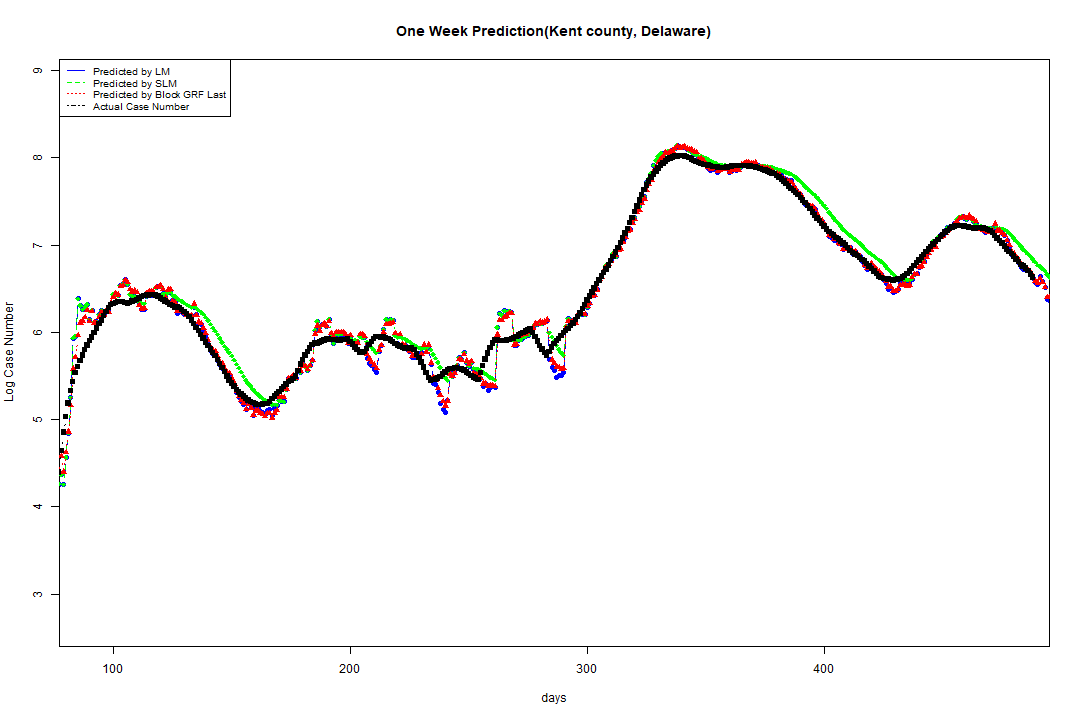 One Week Prediction(Kent county, Delaware)
Predicted by LM
Predicted by SLM
Predicted by Block GRF Last
Actual Case Number
9
8
7
6
5
4
3
Log Case Number
100 200 300 400
days